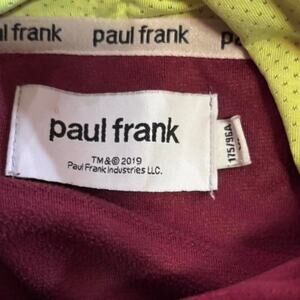 paul frank paul frank pa
paul frank
TM&© 2019
Paul Frank Industries LLC.
175/96A